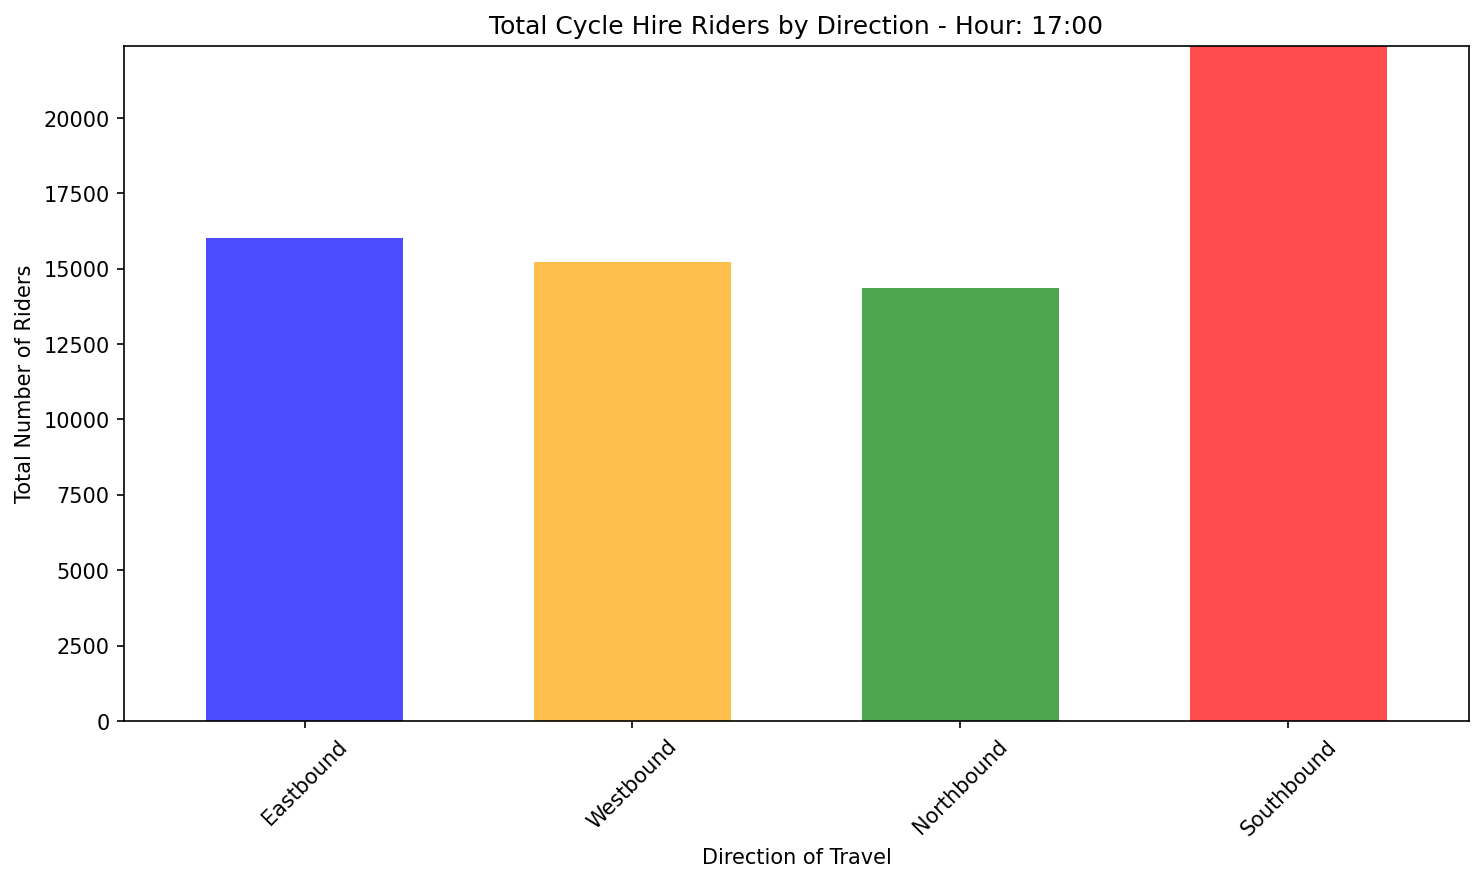 Total Cycle Hire Riders by Direction - Hour: 17:00
Total Number of Riders
20000
17500
15000
12500
10000
7500
5000
2500
0
Eastbound
Westbound
Northbound
Southbound
Direction of Travel